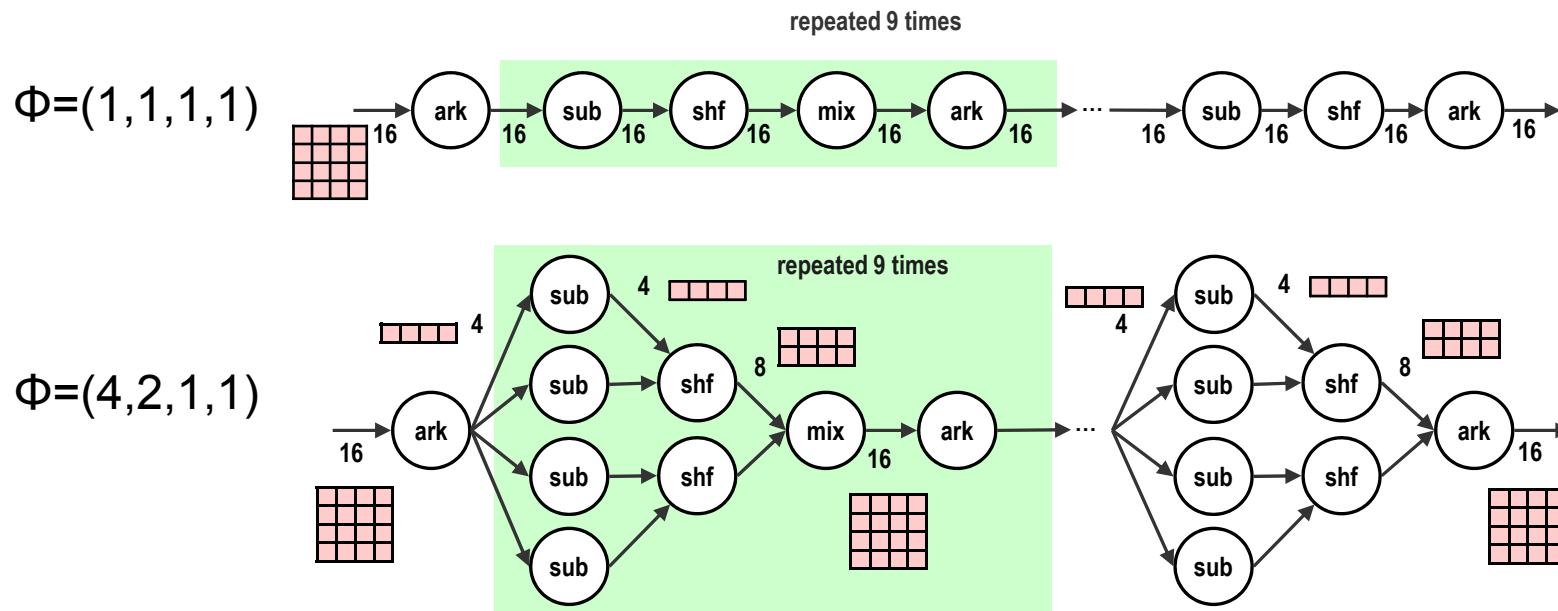 repeated 9 times
Φ=(1,1,1,1)
16 ark 16 sub 16 shf 16 mix 16 ark 16 ... 16 sub 16 shf 16 ark 16
repeated 9 times
sub 4 4 sub 4
4 8 8
Φ=(4,2,1,1)
sub shf sub shf
16 ark mix 16 ark ... ark 16
sub shf sub shf
sub sub